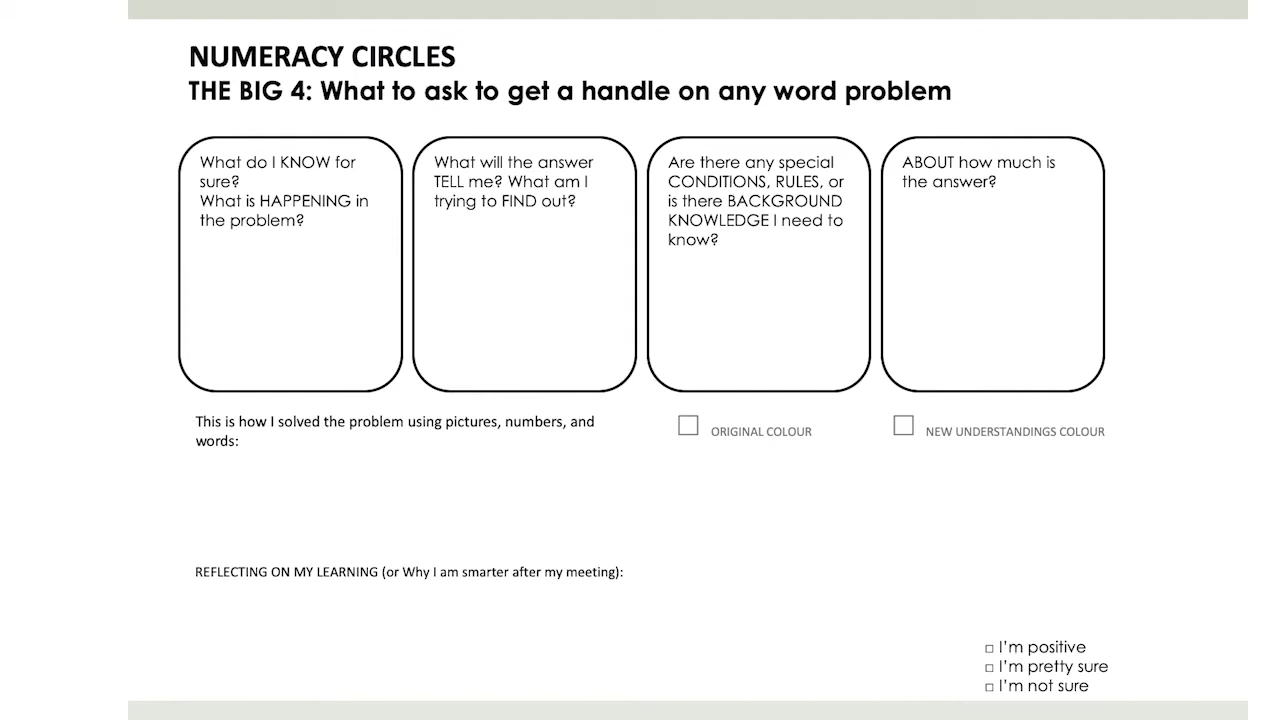 NUMERACY CIRCLES
THE BIG 4: What to ask to get a handle on any word problem
What do I KNOW for
sure?
What is HAPPENING in
the problem?
What will the answer
TELL me? What am I
trying to FIND out?
Are there any special
CONDITIONS, RULES, or
is there BACKGROUND
KNOWLEDGE I need to
know?
ABOUT how much is
the answer?
This is how I solved the problem using pictures, numbers, and
words:
ORIGINAL COLOUR
NEW UNDERSTANDINGS COLOUR
REFLECTING ON MY LEARNING (or Why I am smarter after my meeting):
□ I'm positive
□ I'm pretty sure
□ I'm not sure